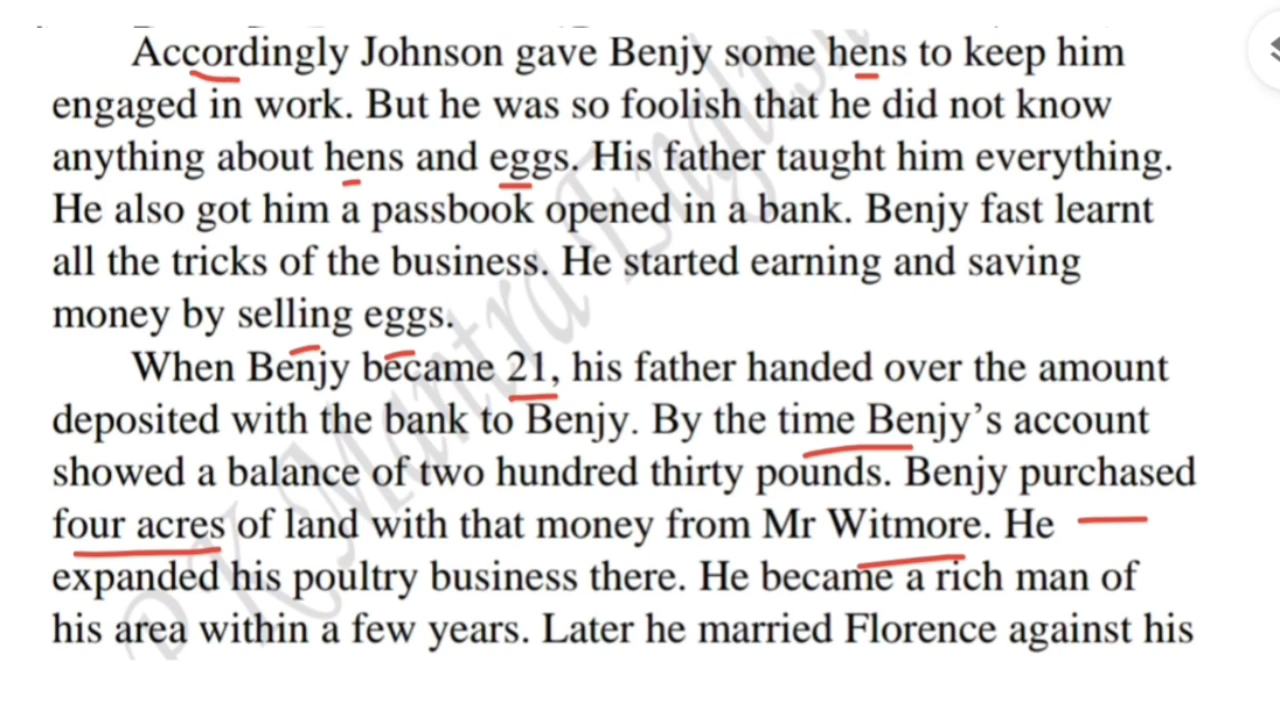 Accordingly Johnson gave Benjy some hens to keep him
engaged in work. But he was so foolish that he did not know
anything about hens and eggs. His father taught him everything.
He also got him a passbook opened in a bank. Benjy fast learnt
all the tricks of the business. He started earning and saving
money by selling eggs.
When Benjy became 21, his father handed over the amount
deposited with the bank to Benjy. By the time Benjy’s account
showed a balance of two hundred thirty pounds. Benjy purchased
four acres of land with that money from Mr Witmore. He
expanded his poultry business there. He became a rich man of
his area within a few years. Later he married Florence against his